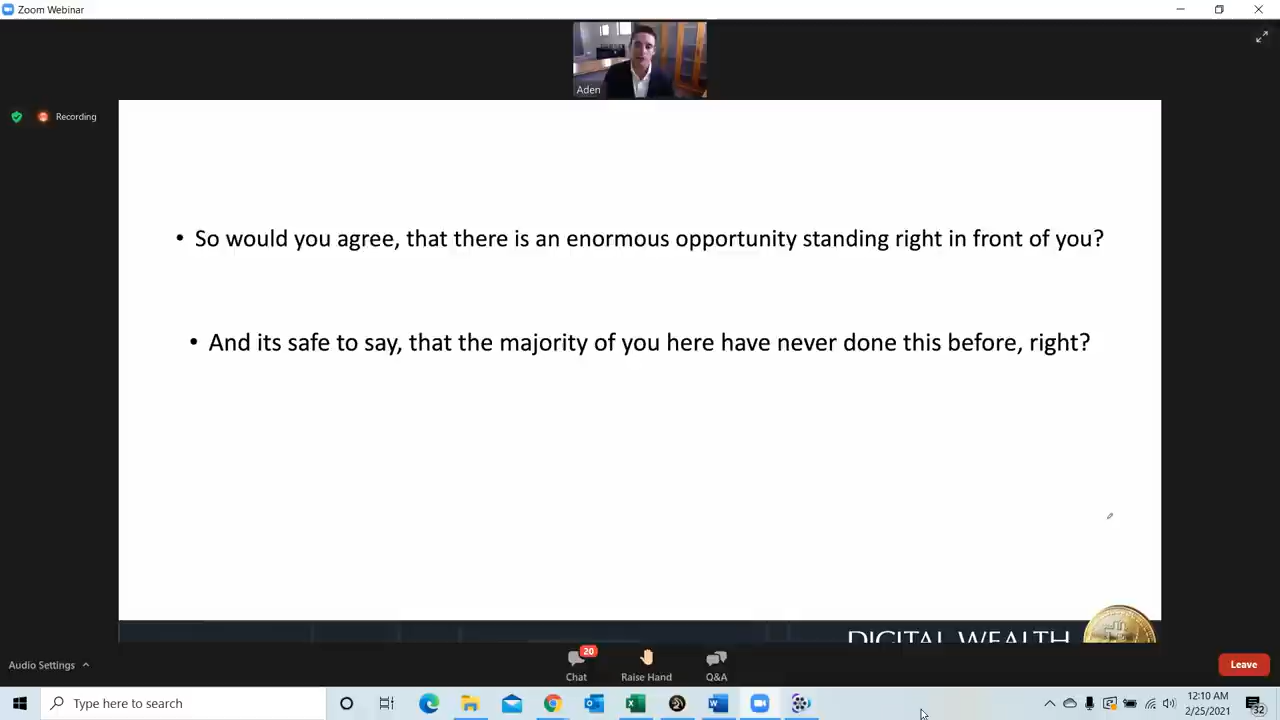 Zoom Webinar
Aden
Recording
• So would you agree, that there is an enormous opportunity standing right in front of you?
• And its safe to say, that the majority of you here have never done this before, right?
DIGITAL WEALTH
Audio Settings
20
Chat
Raise Hand
Q&A
Leave
Type here to search
12:10 AM
2/25/2021
32